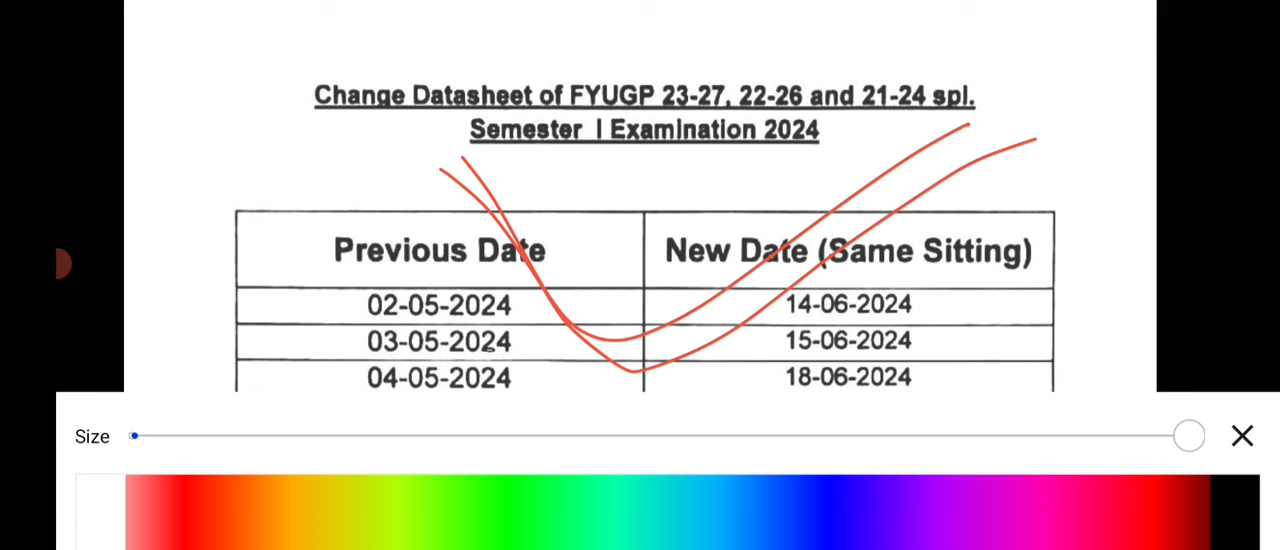 Change Datasheet of FYUGP 23-27, 22-26 and 21-24 spl.
Semester I Examination 2024
Previous Date New Date (Same Sitting)
02-05-2024 14-06-2024
03-05-2024 15-06-2024
04-05-2024 18-06-2024
Size